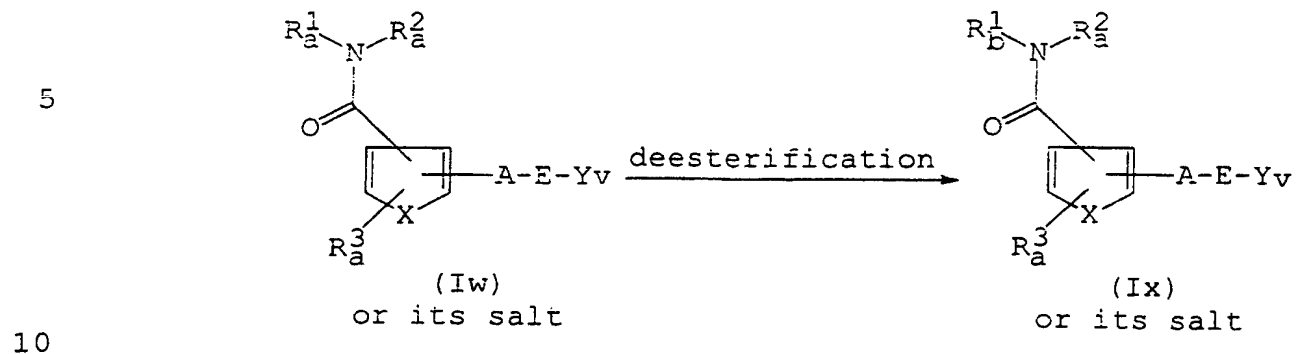 R¹ₐ R²ₐ R¹b R²ₐ
N N
5
O O
deesterification
A-E-Yv A-E-Yv
X X
R³ₐ R³ₐ
(Iw) (Ix)
or its salt or its salt
10